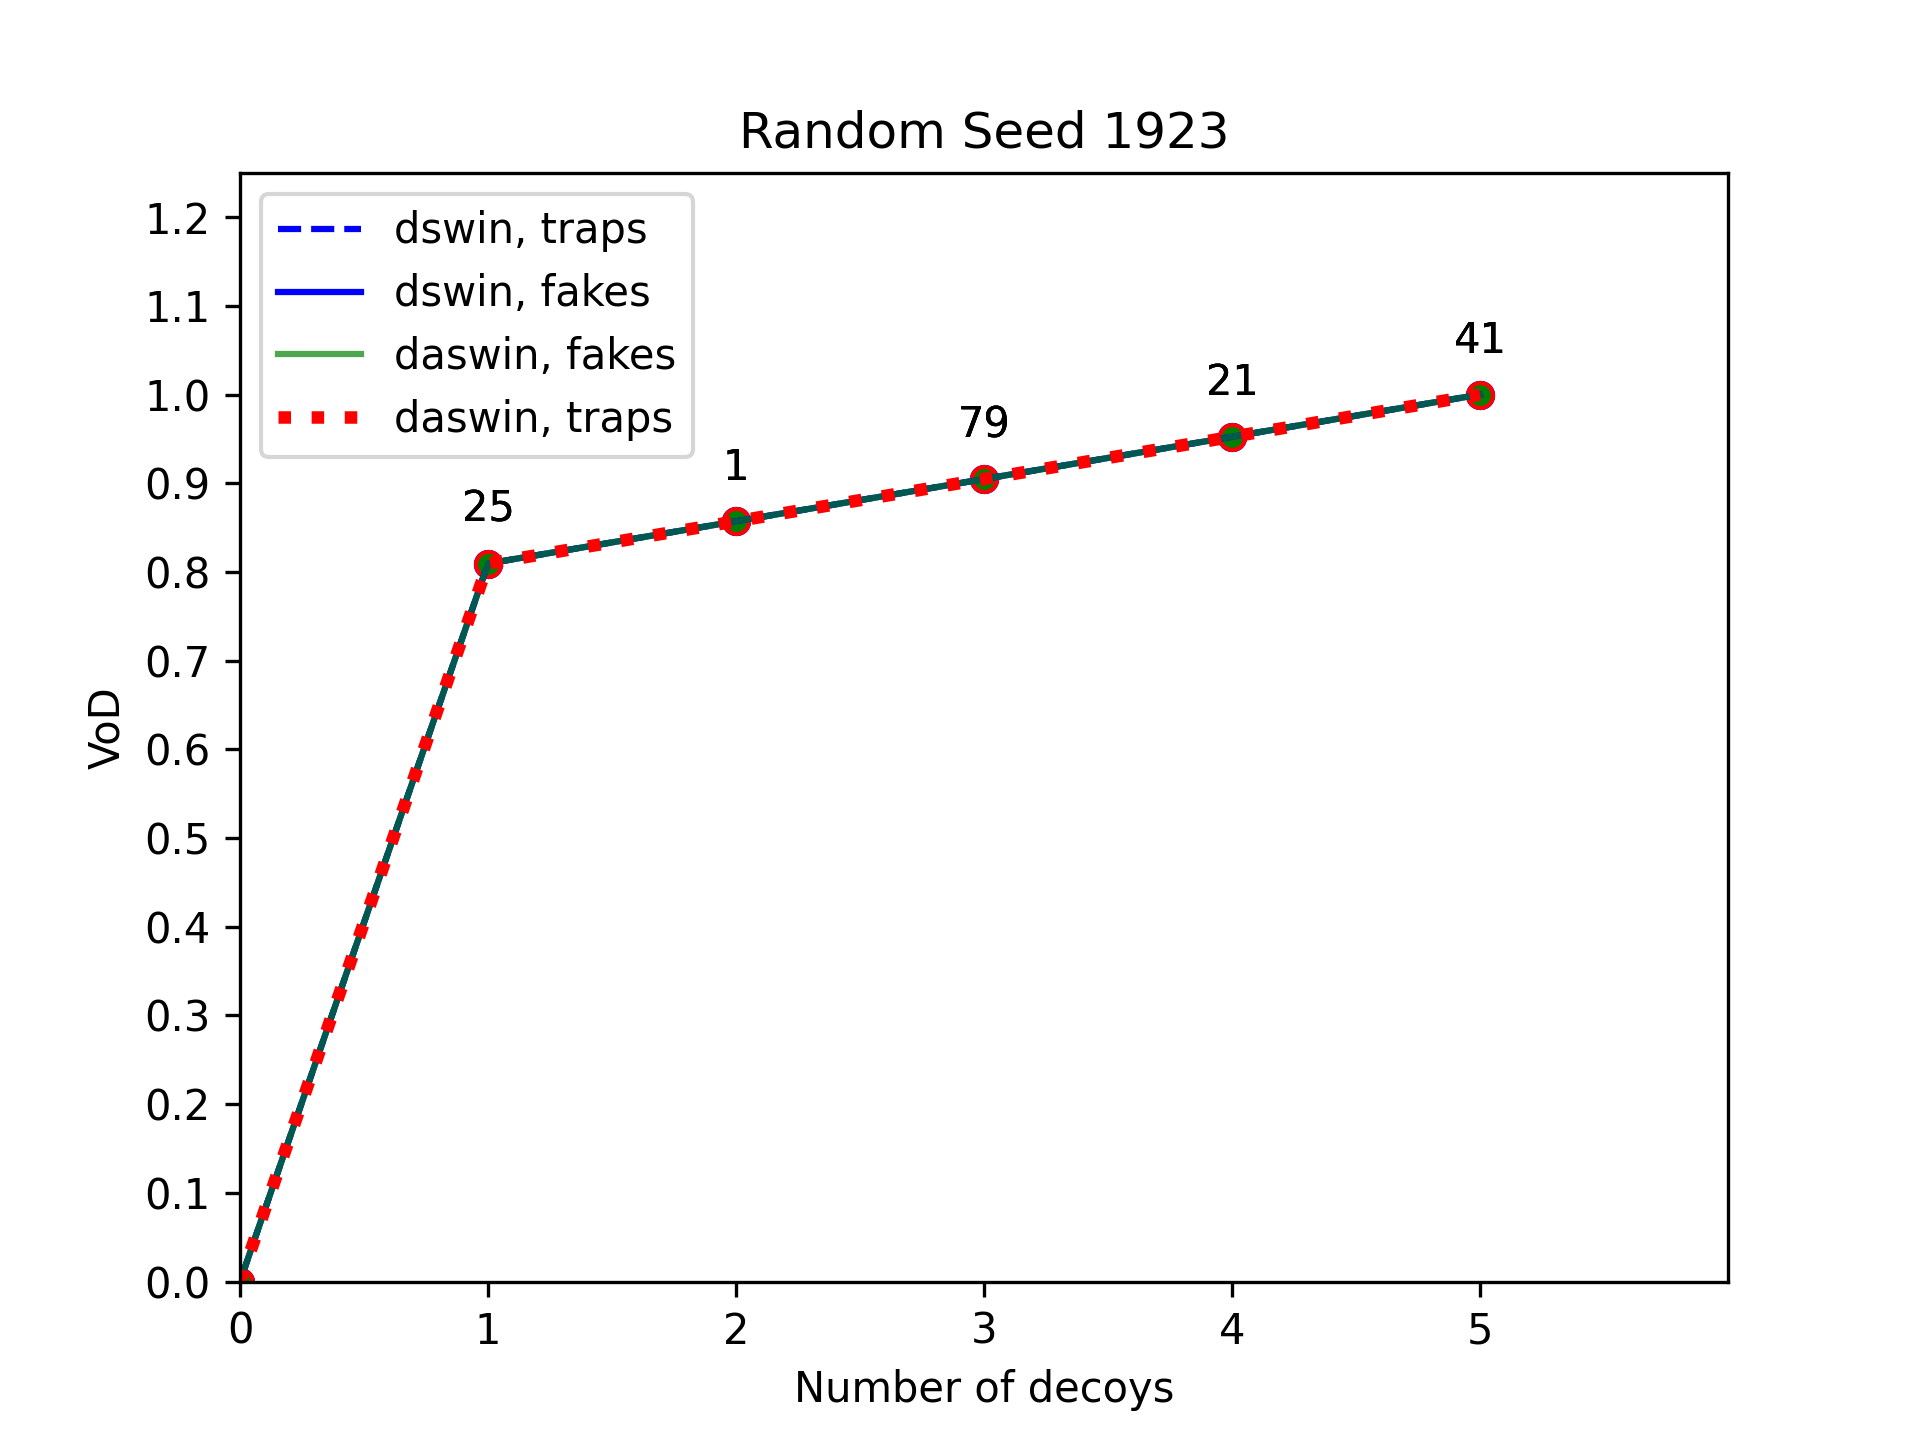 Random Seed 1923
dswin, traps
dswin, fakes
daswin, fakes
daswin, traps
25
1
79
21
41
1.2
1.1
1.0
0.9
0.8
0.7
0.6
0.5
0.4
0.3
0.2
0.1
0.0
VoD
0 1 2 3 4 5
Number of decoys